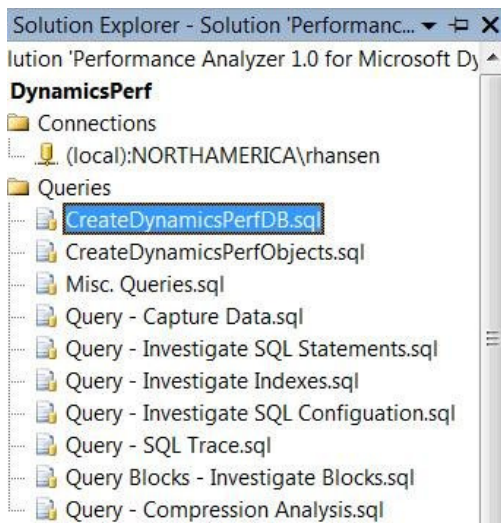 Solution Explorer - Solution 'Performanc...
lution 'Performance Analyzer 1.0 for Microsoft Dy
DynamicsPerf
Connections
(local):NORTHAMERICA\rhansen
Queries
CreateDynamicsPerfDB.sql
CreateDynamicsPerfObjects.sql
Misc. Queries.sql
Query - Capture Data.sql
Query - Investigate SQL Statements.sql
Query - Investigate Indexes.sql
Query - Investigate SQL Configuation.sql
Query - SQL Trace.sql
Query Blocks - Investigate Blocks.sql
Query - Compression Analysis.sql